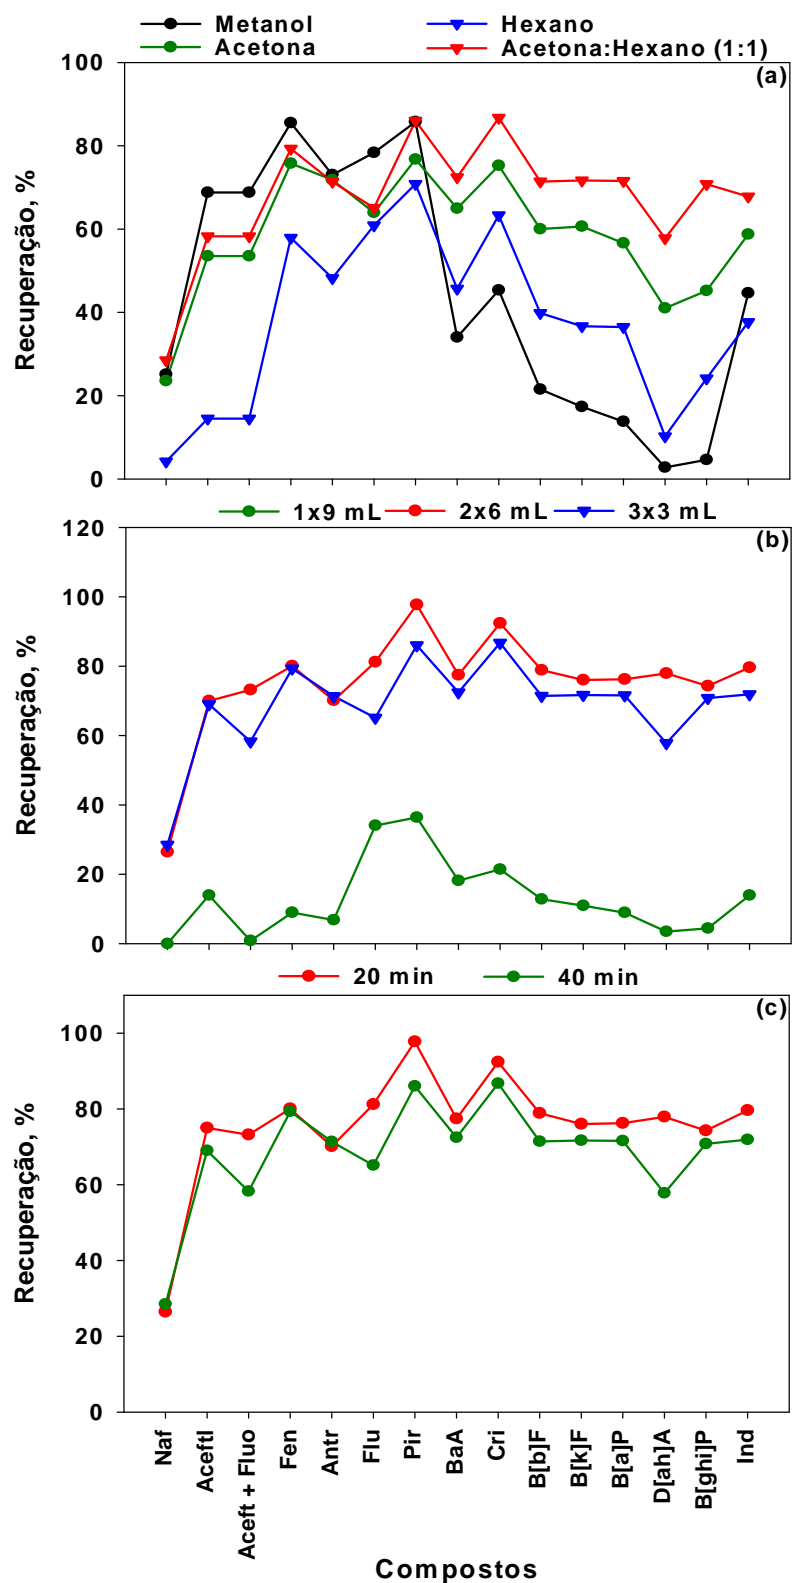 Metanol
Hexano
Acetona
Acetona:Hexano (1:1)
(a)
100
80
60
40
20
0
Recuperação, %
1x9 mL
2x6 mL
3x3 mL
(b)
120
100
80
60
40
20
0
Recuperação, %
20 min
40 min
(c)
100
80
60
40
20
0
Recuperação, %
Naf
Aceftl
Aceft + Fluo
Fen
Antr
Flu
Pir
BaA
Cri
B[b]F
B[k]F
B[a]P
D[ah]A
B[ghi]P
Ind
Compostos